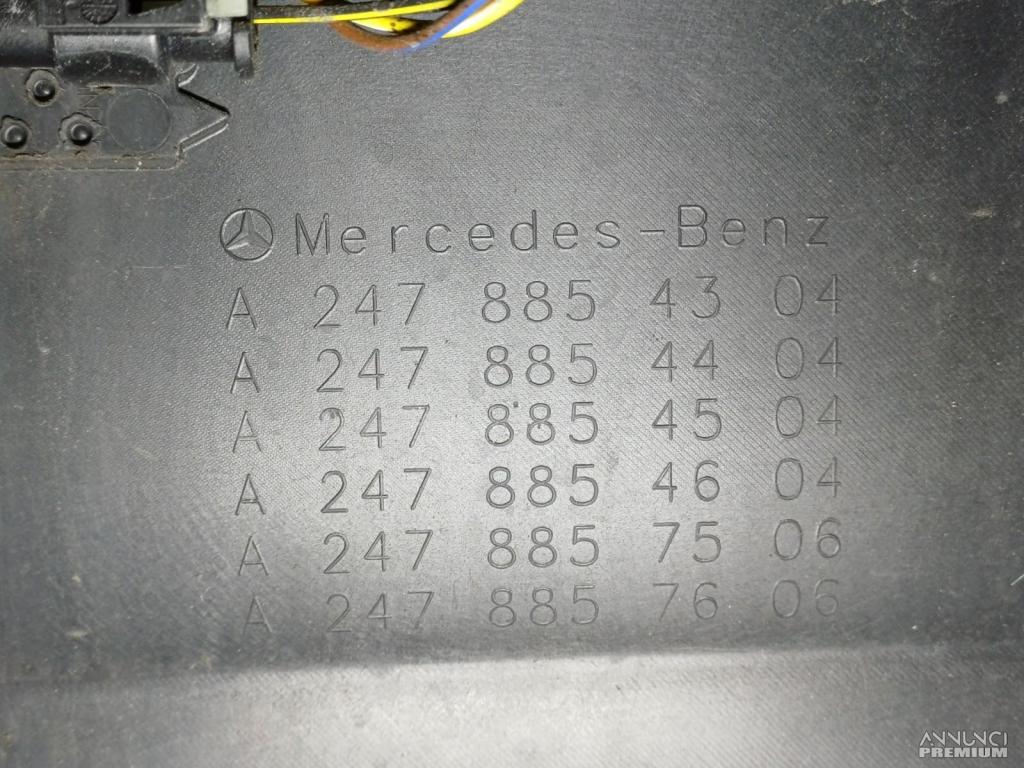 Mercedes-Benz
A 247 885 43 04
A 247 885 44 04
A 247 885 45 04
A 247 885 46 04
A 247 885 75 06
A 247 885 76 06
ANNUNCI
PREMIUM